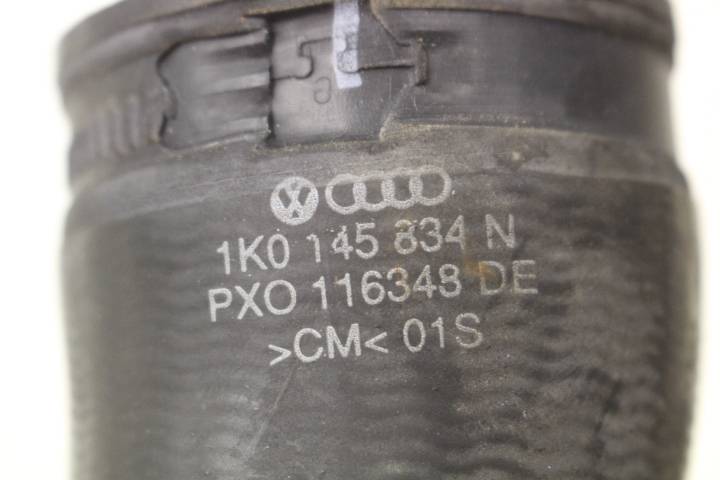 1K0 145 834 N
PXO 116348 DE
>CM< 01S